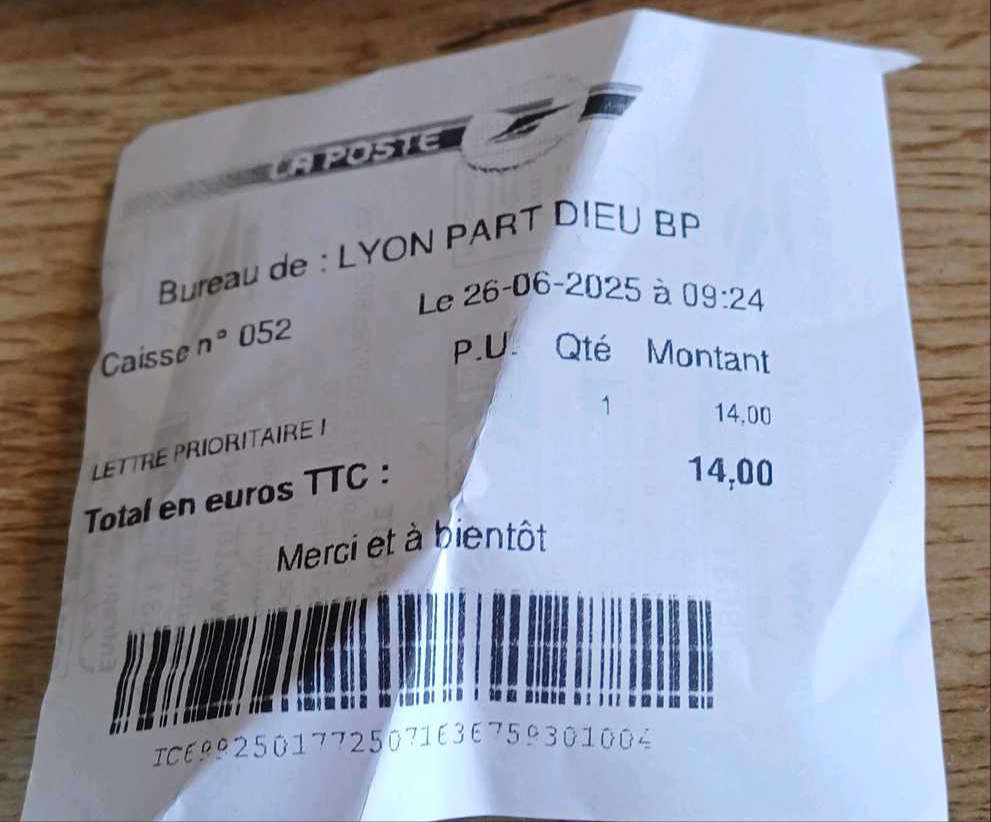 LA POSTE
Bureau de : LYON PART DIEU BP
Le 26-06-2025 à 09:24
Caisse n° 052
P.U. Qté Montant
LETTRE PRIORITAIRE I 1 14,00
Total en euros TTC : 14,00
Merci et à bientôt